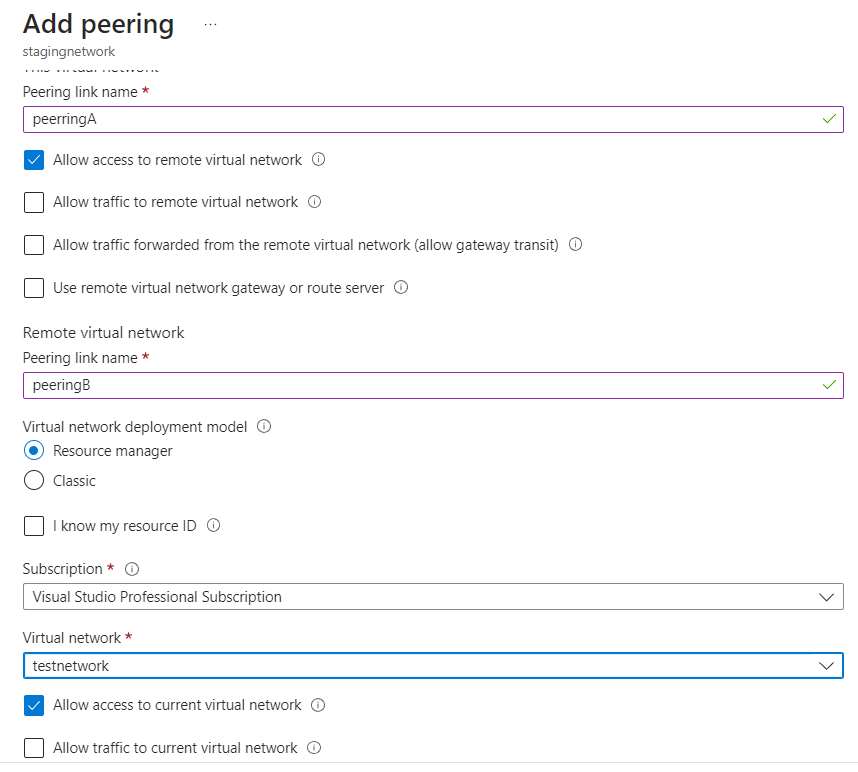 Add peering ...
stagingnetwork
This virtual network
Peering link name *
peerringA
Allow access to remote virtual network
Allow traffic to remote virtual network
Allow traffic forwarded from the remote virtual network (allow gateway transit)
Use remote virtual network gateway or route server
Remote virtual network
Peering link name *
peeringB
Virtual network deployment model
Resource manager
Classic
I know my resource ID
Subscription *
Visual Studio Professional Subscription
Virtual network *
testnetwork
Allow access to current virtual network
Allow traffic to current virtual network